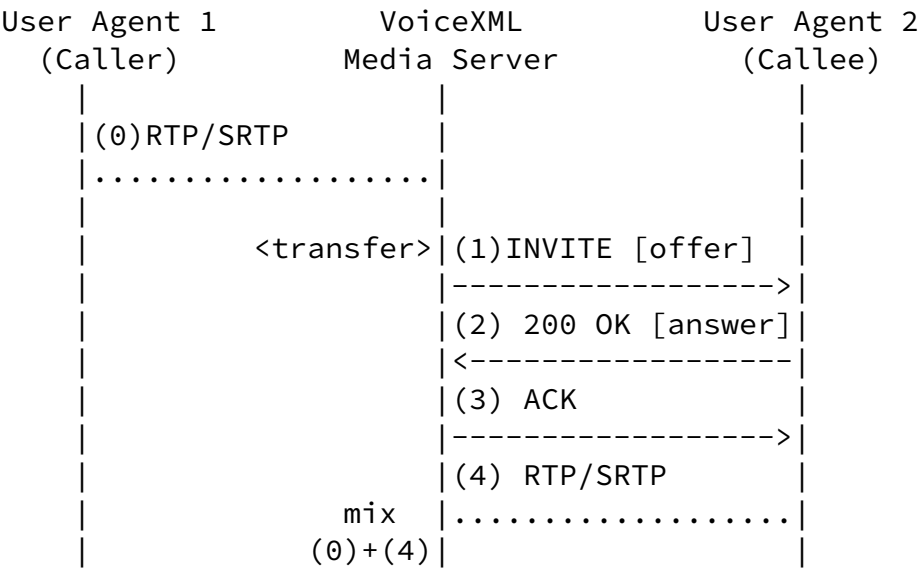 User Agent 1          VoiceXML          User Agent 2
  (Caller)          Media Server          (Callee)
    |                   |                   |
    |(0)RTP/SRTP        |                   |
    |...................|                   |
    |                   |                   |
    |         <transfer>|(1)INVITE [offer]  |
    |                   |------------------>|
    |                   |(2) 200 OK [answer]|
    |                   |<------------------|
    |                   |(3) ACK            |
    |                   |------------------>|
    |                   |(4) RTP/SRTP       |
    |              mix  |...................|
    |            (0)+(4)|                   |